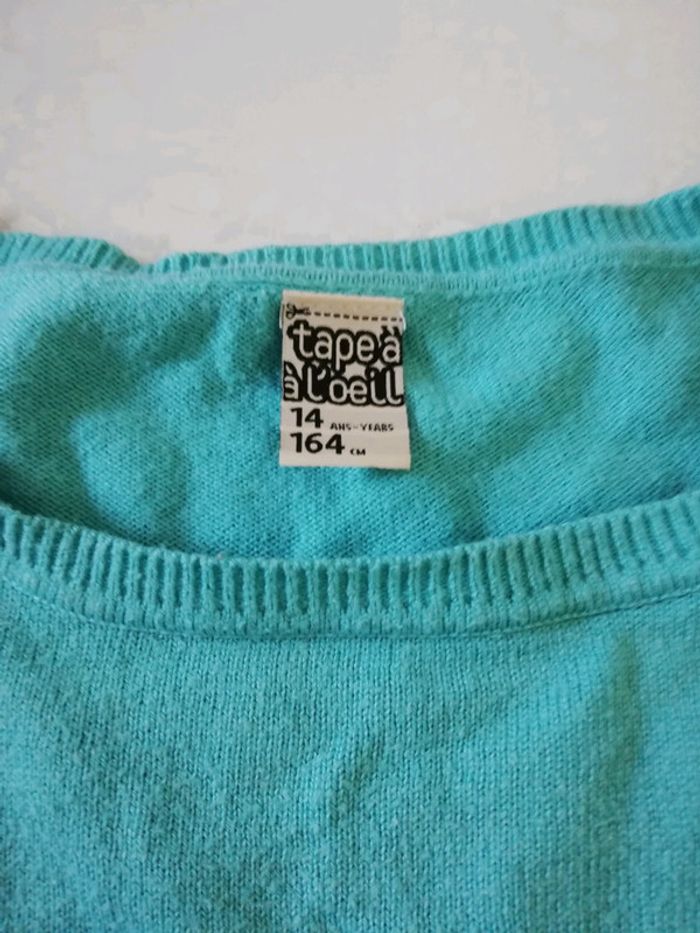 tape à
à l'oeil
14 ANS-YEARS
164 CM